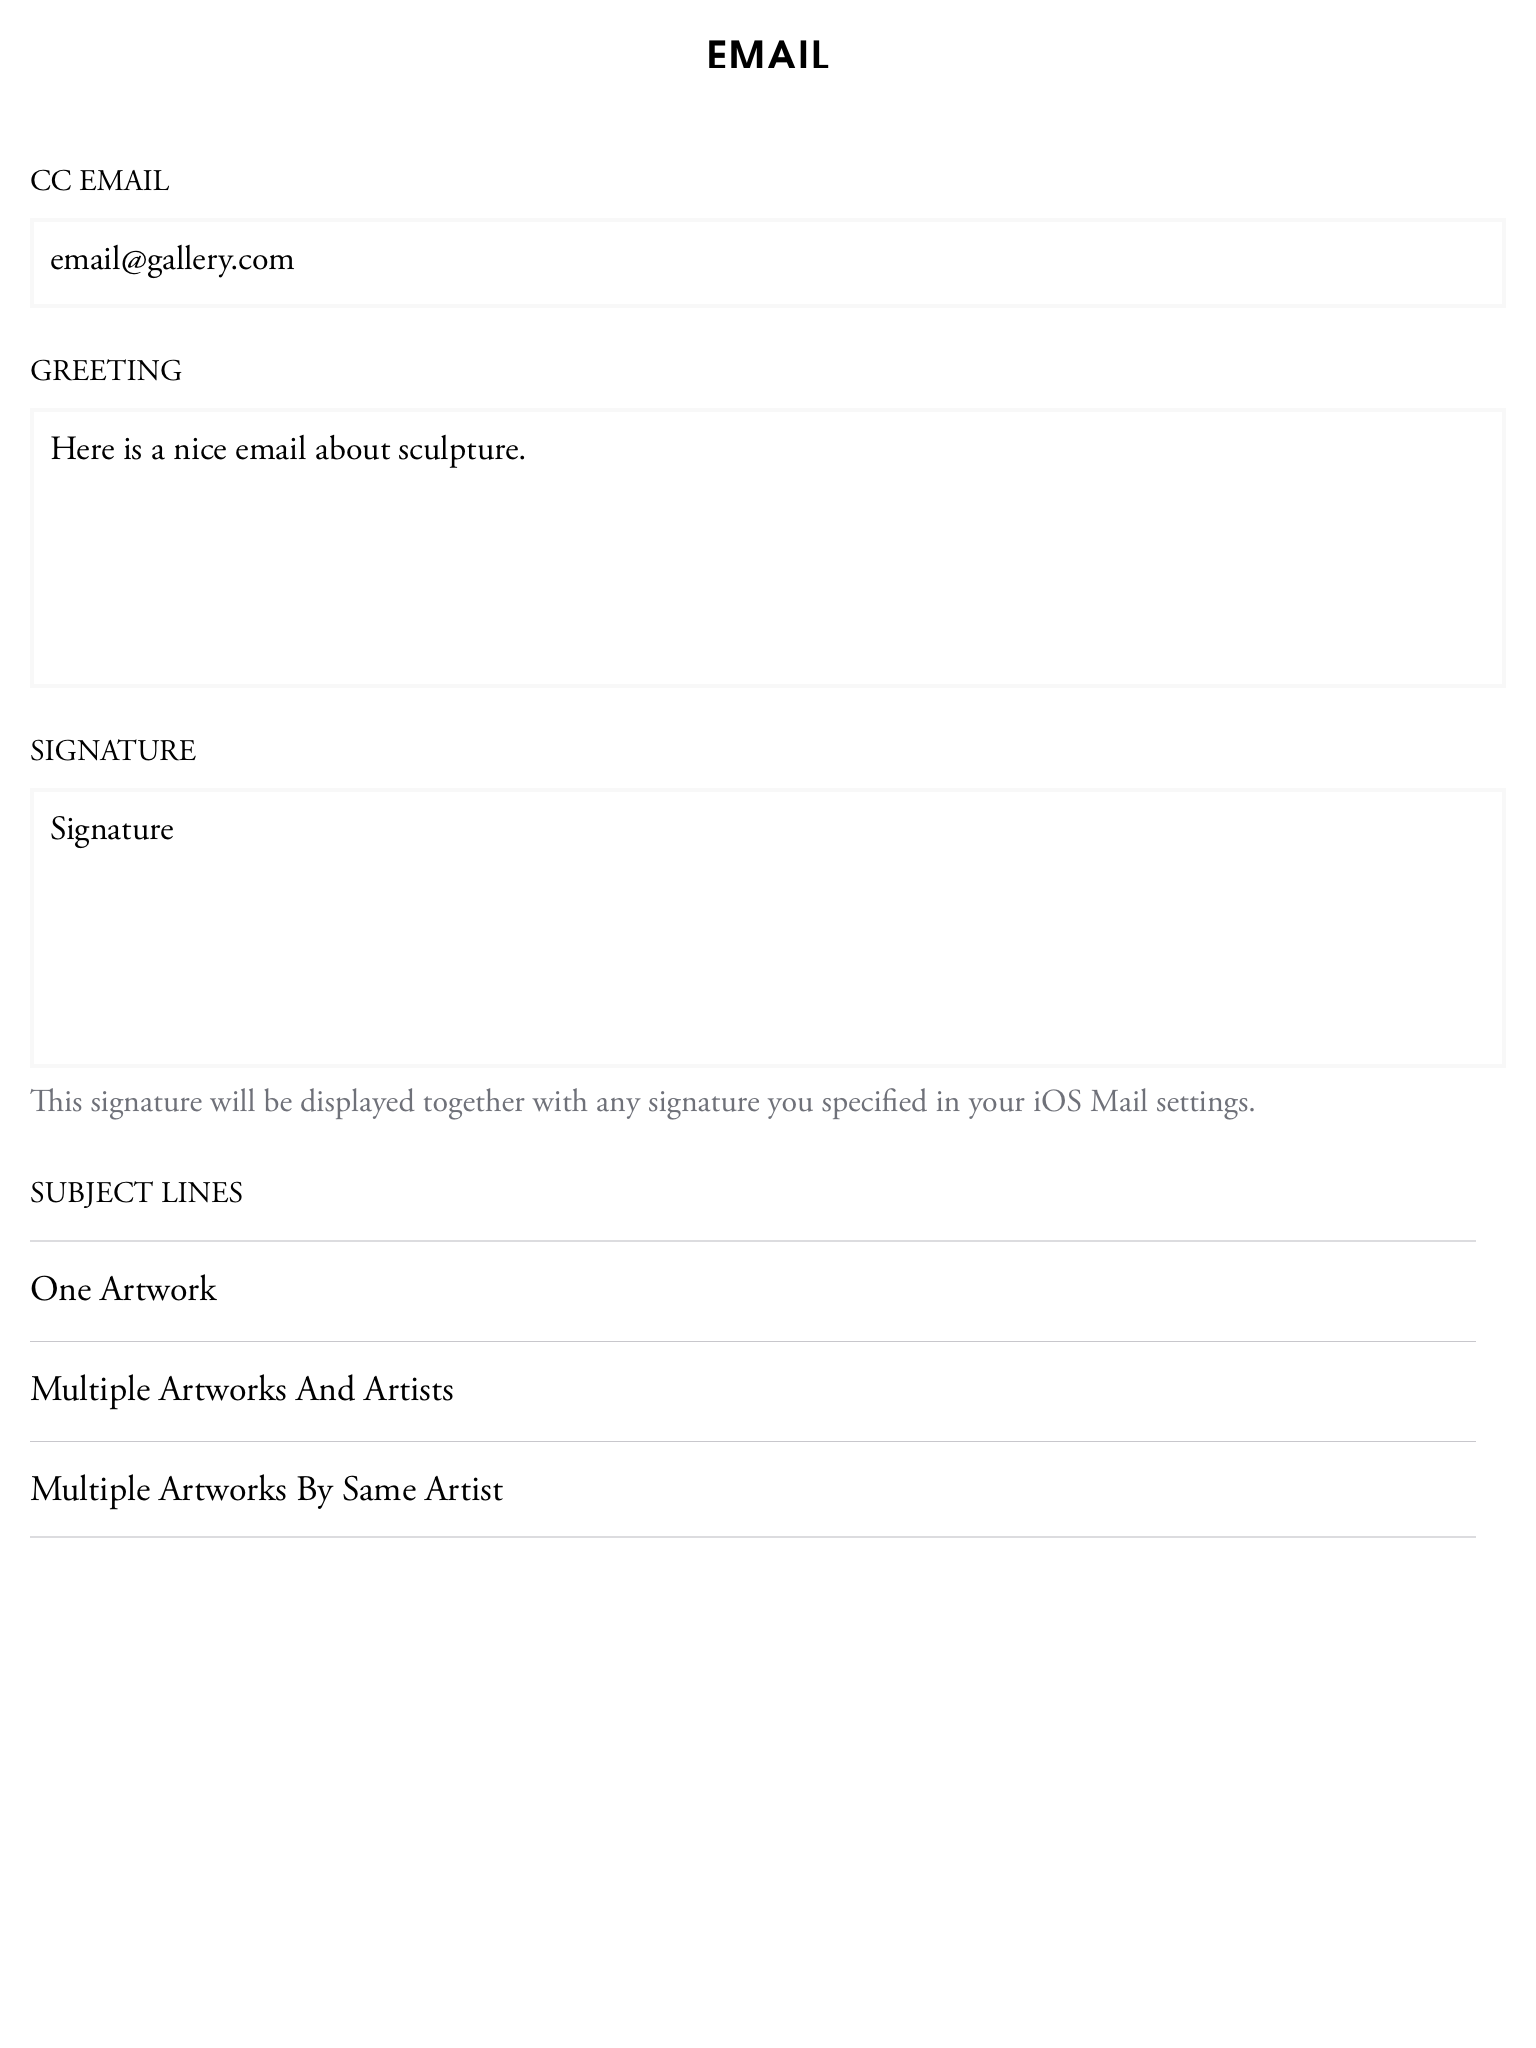 EMAIL
CC EMAIL
email@gallery.com
GREETING
Here is a nice email about sculpture.
SIGNATURE
Signature
This signature will be displayed together with any signature you specified in your iOS Mail settings.
SUBJECT LINES
One Artwork
Multiple Artworks And Artists
Multiple Artworks By Same Artist